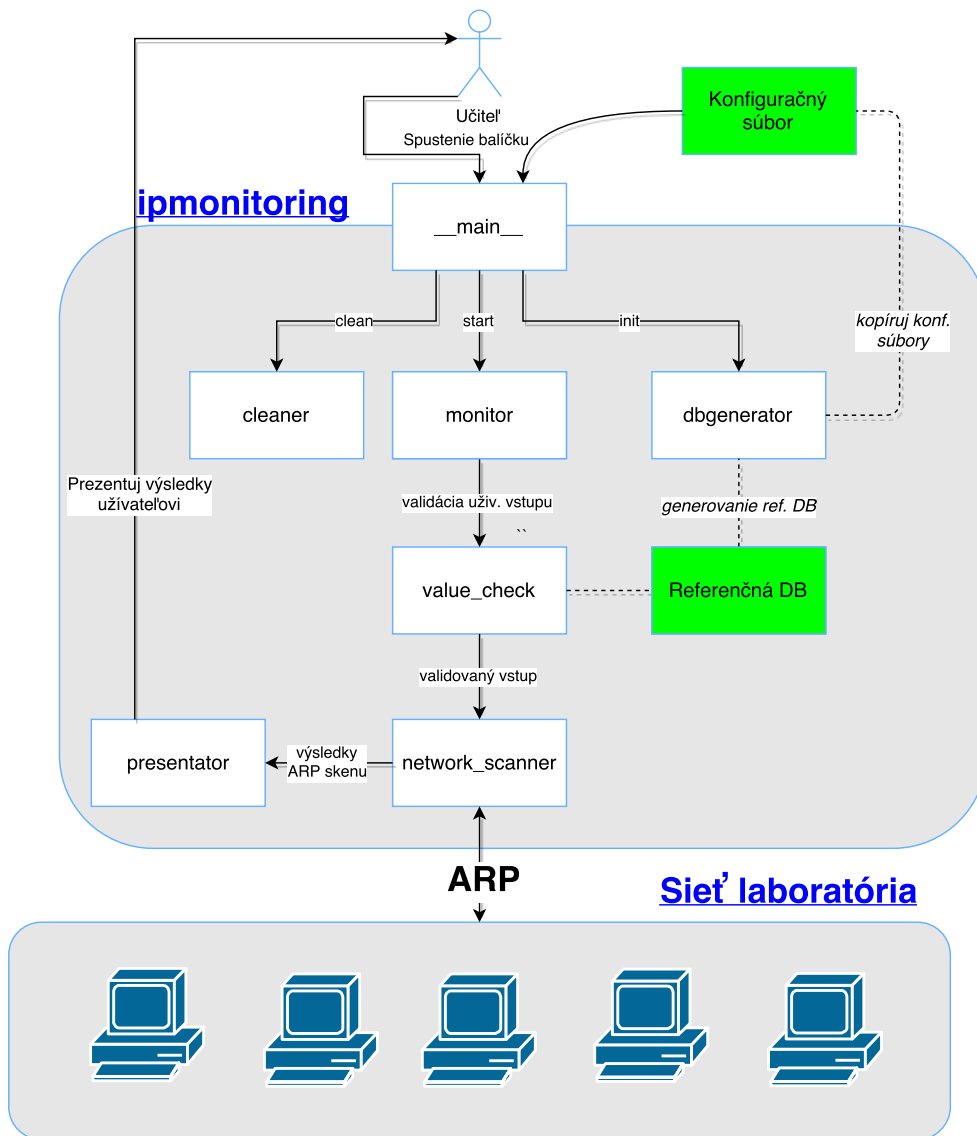 Učiteľ
Spustenie balíčku
Konfiguračný
súbor
ipmonitoring
__main__
clean
start
init
kopíruj konf.
súbory
cleaner
monitor
dbgenerator
Prezentuj výsledky
užívateľovi
validácia uživ. vstupu
generovanie ref. DB
``
value_check
Referenčná DB
validovaný vstup
presentator
výsledky
ARP skenu
network_scanner
ARP
Sieť laboratória